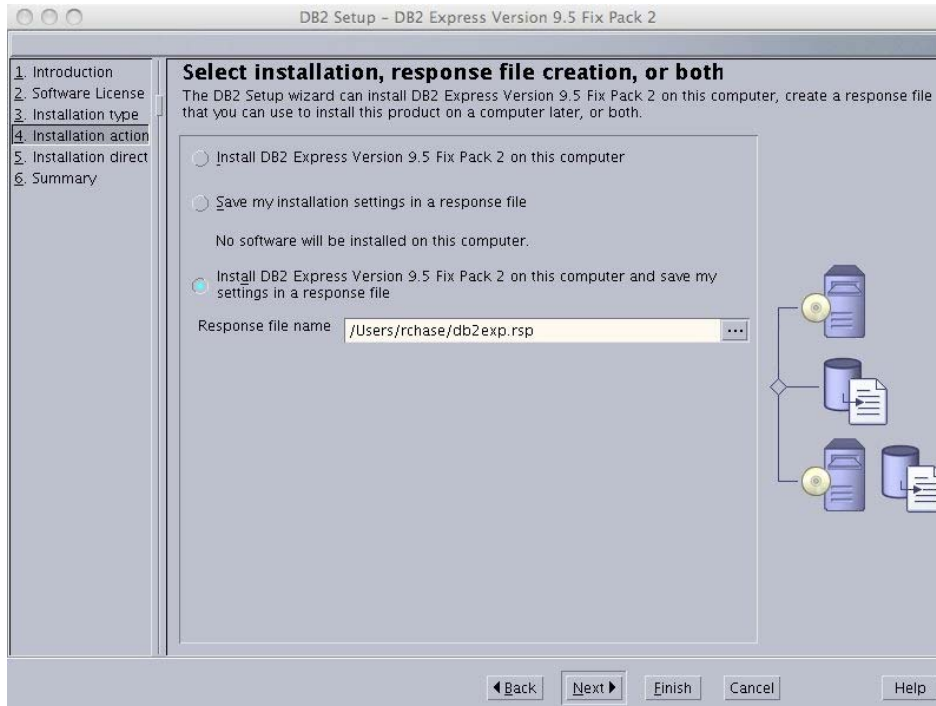 DB2 Setup - DB2 Express Version 9.5 Fix Pack 2
1. Introduction
2. Software License
3. Installation type
4. Installation action
5. Installation direct
6. Summary
Select installation, response file creation, or both
The DB2 Setup wizard can install DB2 Express Version 9.5 Fix Pack 2 on this computer, create a response file
that you can use to install this product on a computer later, or both.
Install DB2 Express Version 9.5 Fix Pack 2 on this computer
Save my installation settings in a response file
No software will be installed on this computer.
Install DB2 Express Version 9.5 Fix Pack 2 on this computer and save my
settings in a response file
Response file name /Users/rchase/db2exp.rsp ...
Back Next Finish Cancel Help